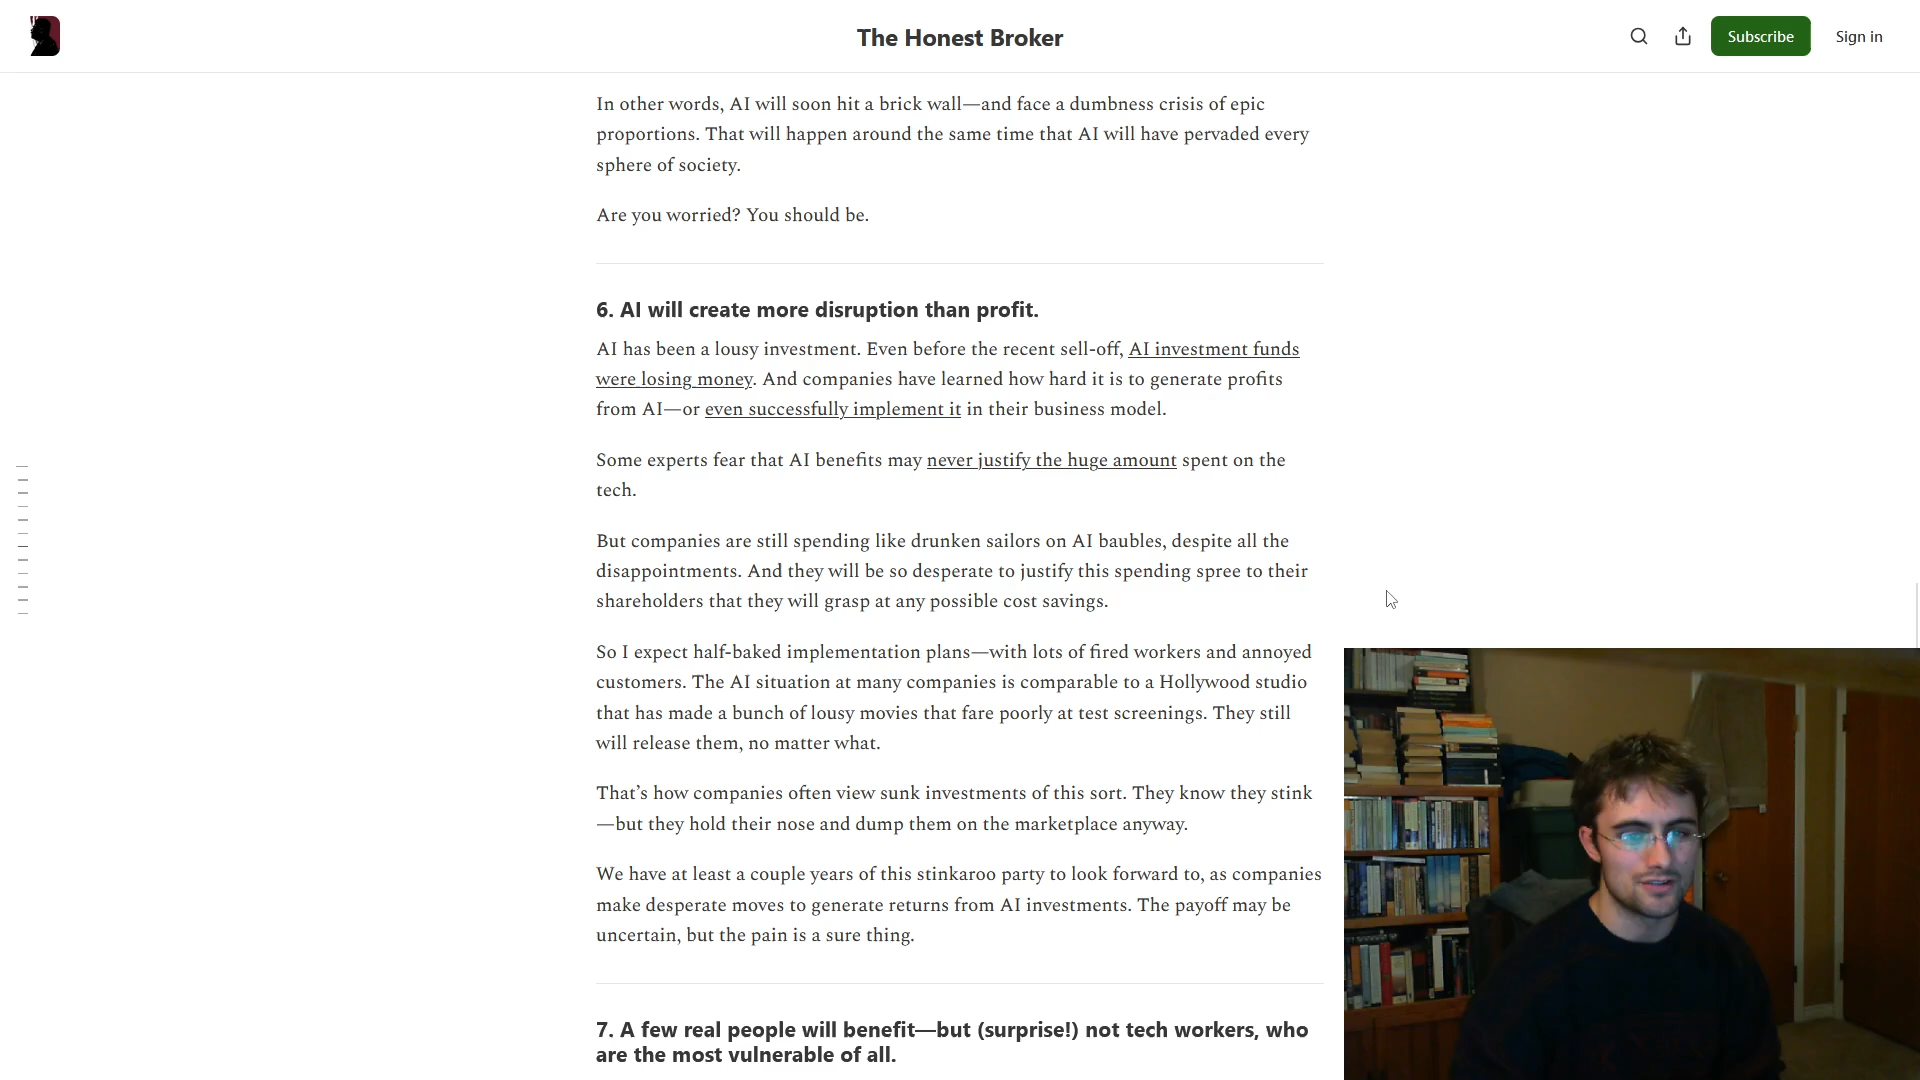 The Honest Broker
Subscribe
Sign in
In other words, AI will soon hit a brick wall—and face a dumbness crisis of epic
proportions. That will happen around the same time that AI will have pervaded every
sphere of society.
Are you worried? You should be.
6. AI will create more disruption than profit.
AI has been a lousy investment. Even before the recent sell-off, AI investment funds
were losing money. And companies have learned how hard it is to generate profits
from AI—or even successfully implement it in their business model.
Some experts fear that AI benefits may never justify the huge amount spent on the
tech.
But companies are still spending like drunken sailors on AI baubles, despite all the
disappointments. And they will be so desperate to justify this spending spree to their
shareholders that they will grasp at any possible cost savings.
So I expect half-baked implementation plans—with lots of fired workers and annoyed
customers. The AI situation at many companies is comparable to a Hollywood studio
that has made a bunch of lousy movies that fare poorly at test screenings. They still
will release them, no matter what.
That’s how companies often view sunk investments of this sort. They know they stink
—but they hold their nose and dump them on the marketplace anyway.
We have at least a couple years of this stinkaroo party to look forward to, as companies
make desperate moves to generate returns from AI investments. The payoff may be
uncertain, but the pain is a sure thing.
7. A few real people will benefit—but (surprise!) not tech workers, who
are the most vulnerable of all.